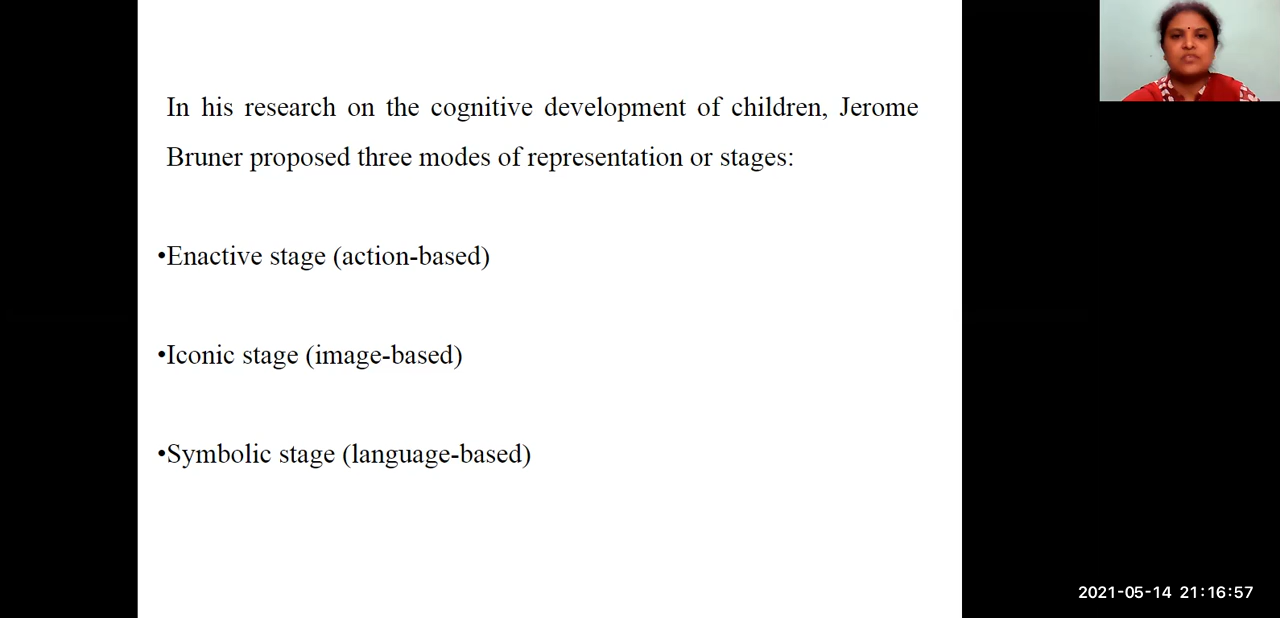 In his research on the cognitive development of children, Jerome
Bruner proposed three modes of representation or stages:
•Enactive stage (action-based)
•Iconic stage (image-based)
•Symbolic stage (language-based)
2021-05-14 21:16:57